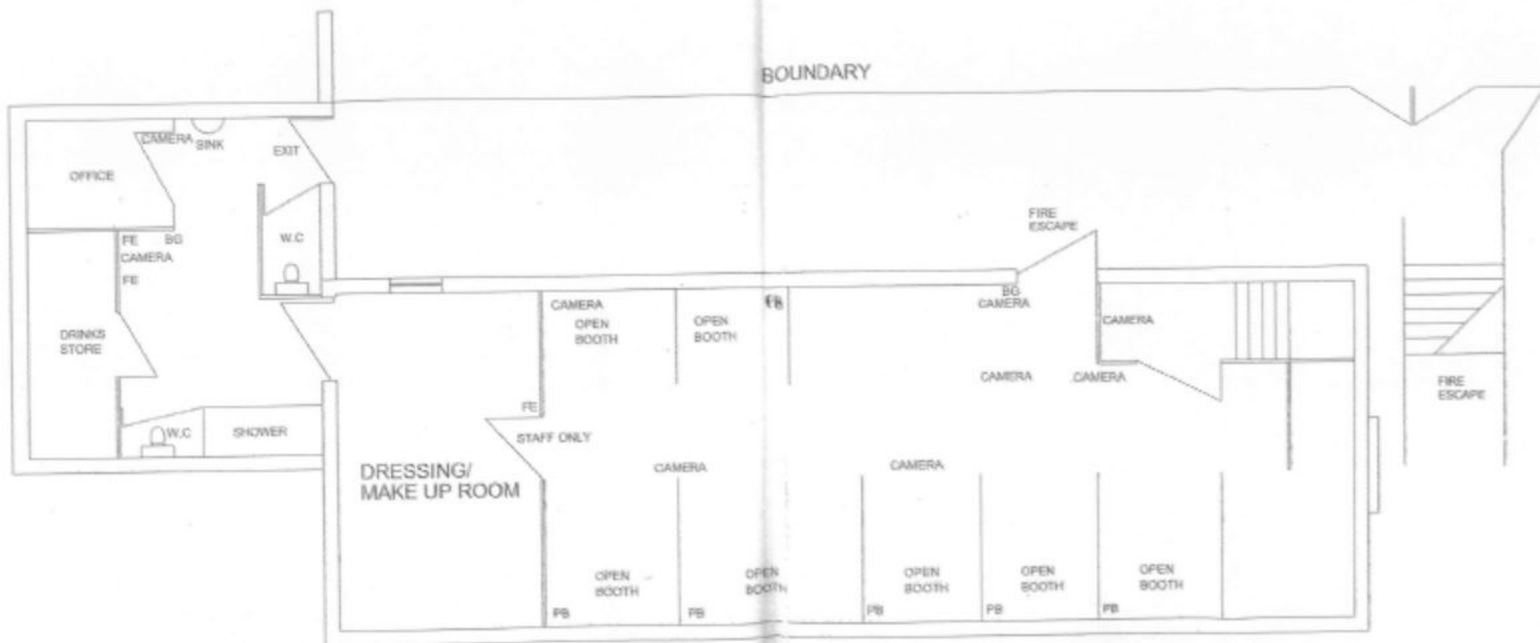 BOUNDARY
CAMERA
SINK
EXIT
OFFICE
W.C
FE
BG
CAMERA
FE
DRINKS
STORE
W.C
SHOWER
FIRE
ESCAPE
BG
CAMERA
CAMERA
OPEN
BOOTH
OPEN
BOOTH
CAMERA
CAMERA
CAMERA
FIRE
ESCAPE
FE
STAFF ONLY
DRESSING/
MAKE UP ROOM
CAMERA
CAMERA
OPEN
BOOTH
PB
OPEN
BOOTH
PB
OPEN
BOOTH
PB
OPEN
BOOTH
PB
OPEN
BOOTH
PB